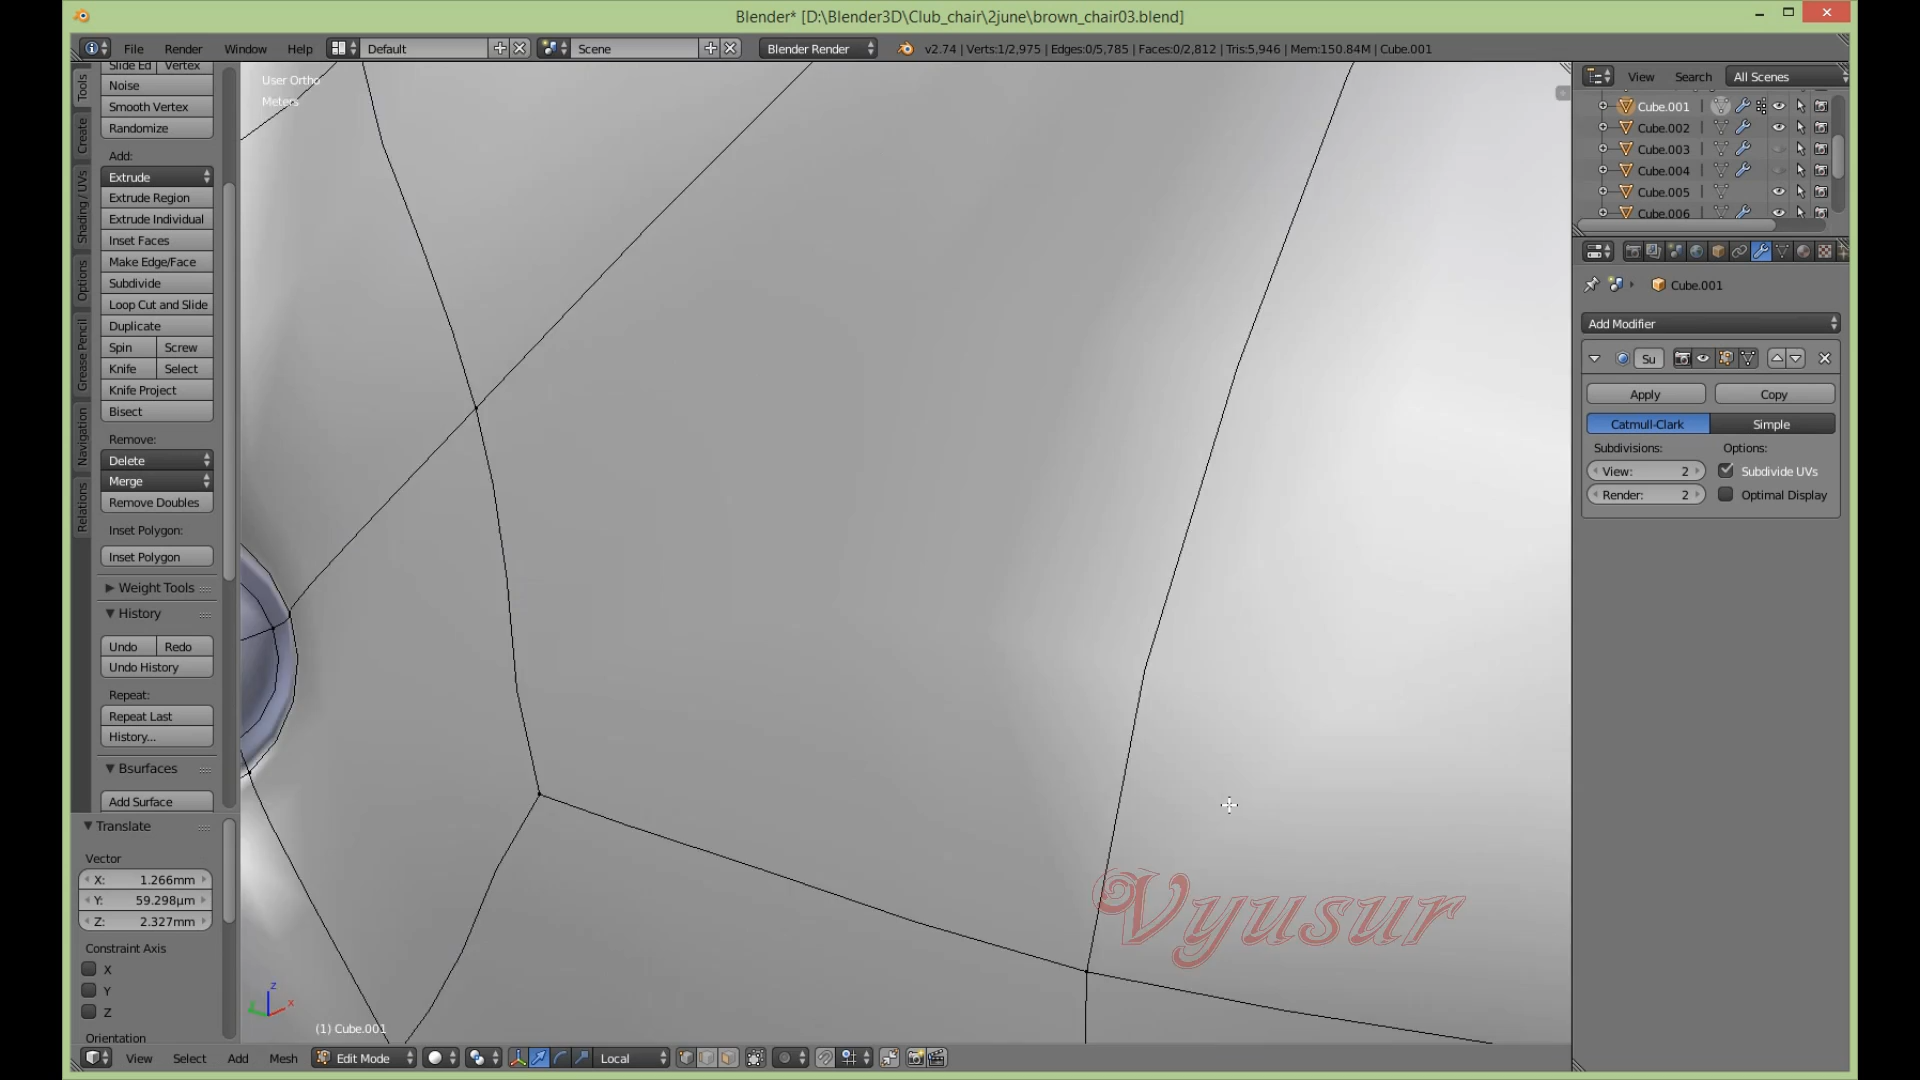 Blender* [D:\Blender3D\Club_chair\2june\brown_chair03.blend]
File Render Window Help Default Scene Blender Render v2.74 | Verts:1/2,975 | Edges:0/5,785 | Faces:0/2,812 | Tris:5,946 | Mem:150.84M | Cube.001
Tools
Create
Shading / UVs
Options
Grease Pencil
Navigation
Relations
Slide Ed Vertex
Noise
Smooth Vertex
Randomize
Add:
Extrude
Extrude Region
Extrude Individual
Inset Faces
Make Edge/Face
Subdivide
Loop Cut and Slide
Duplicate
Spin Screw
Knife Select
Knife Project
Bisect
Remove:
Delete
Merge
Remove Doubles
Inset Polygon:
Inset Polygon
Weight Tools
History
Undo Redo
Undo History
Repeat:
Repeat Last
History...
Bsurfaces
Add Surface
Translate
Vector
X: 1.266mm
Y: 59.298µm
Z: 2.327mm
Constraint Axis
X
Y
Z
Orientation
User Ortho
Meters
Vyusur
z
x
(1) Cube.001
View Select Add Mesh Edit Mode Local
View Search All Scenes
Cube.001
Cube.002
Cube.003
Cube.004
Cube.005
Cube.006
Cube.001
Add Modifier
Su
Apply Copy
Catmull-Clark Simple
Subdivisions: Options:
View: 2 Subdivide UVs
Render: 2 Optimal Display